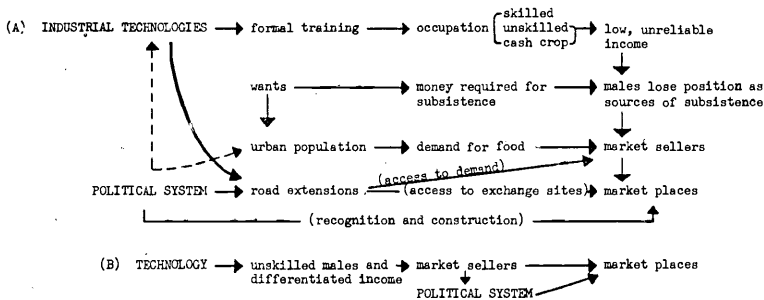 skilled
(A) INDUSTRIAL TECHNOLOGIES formal training occupation unskilled low, unreliable
cash crop income
wants money required for males lose position as
subsistence sources of subsistence
urban population demand for food market sellers
(access to demand)
POLITICAL SYSTEM road extensions (access to exchange sites) market places
(recognition and construction)
(B) TECHNOLOGY unskilled males and market sellers market places
differentiated income
POLITICAL SYSTEM